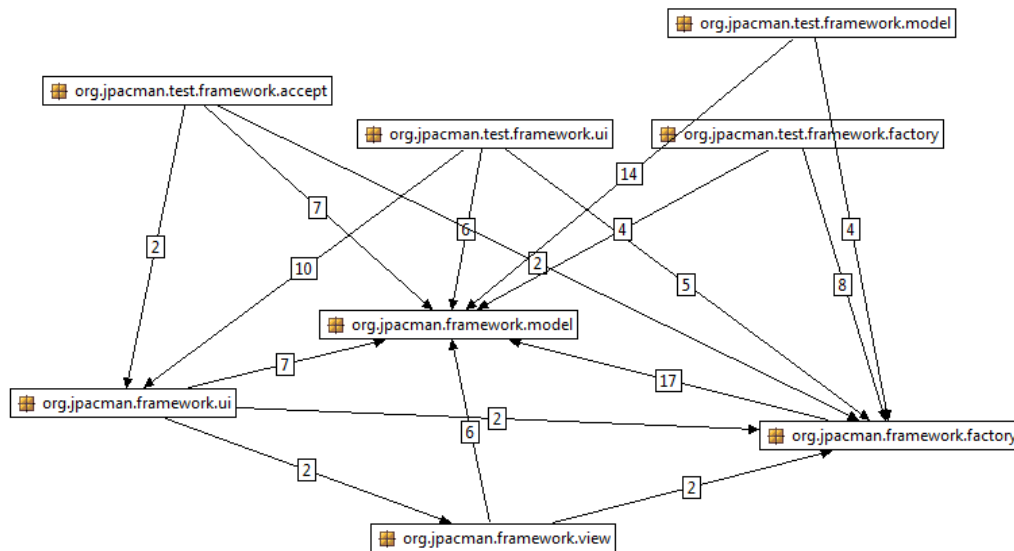 org.jpacman.test.framework.model
org.jpacman.test.framework.accept
org.jpacman.test.framework.ui
org.jpacman.test.framework.factory
14
7
2
6
4
4
10
2
5
8
org.jpacman.framework.model
7
17
org.jpacman.framework.ui
2
6
org.jpacman.framework.factory
2
2
org.jpacman.framework.view